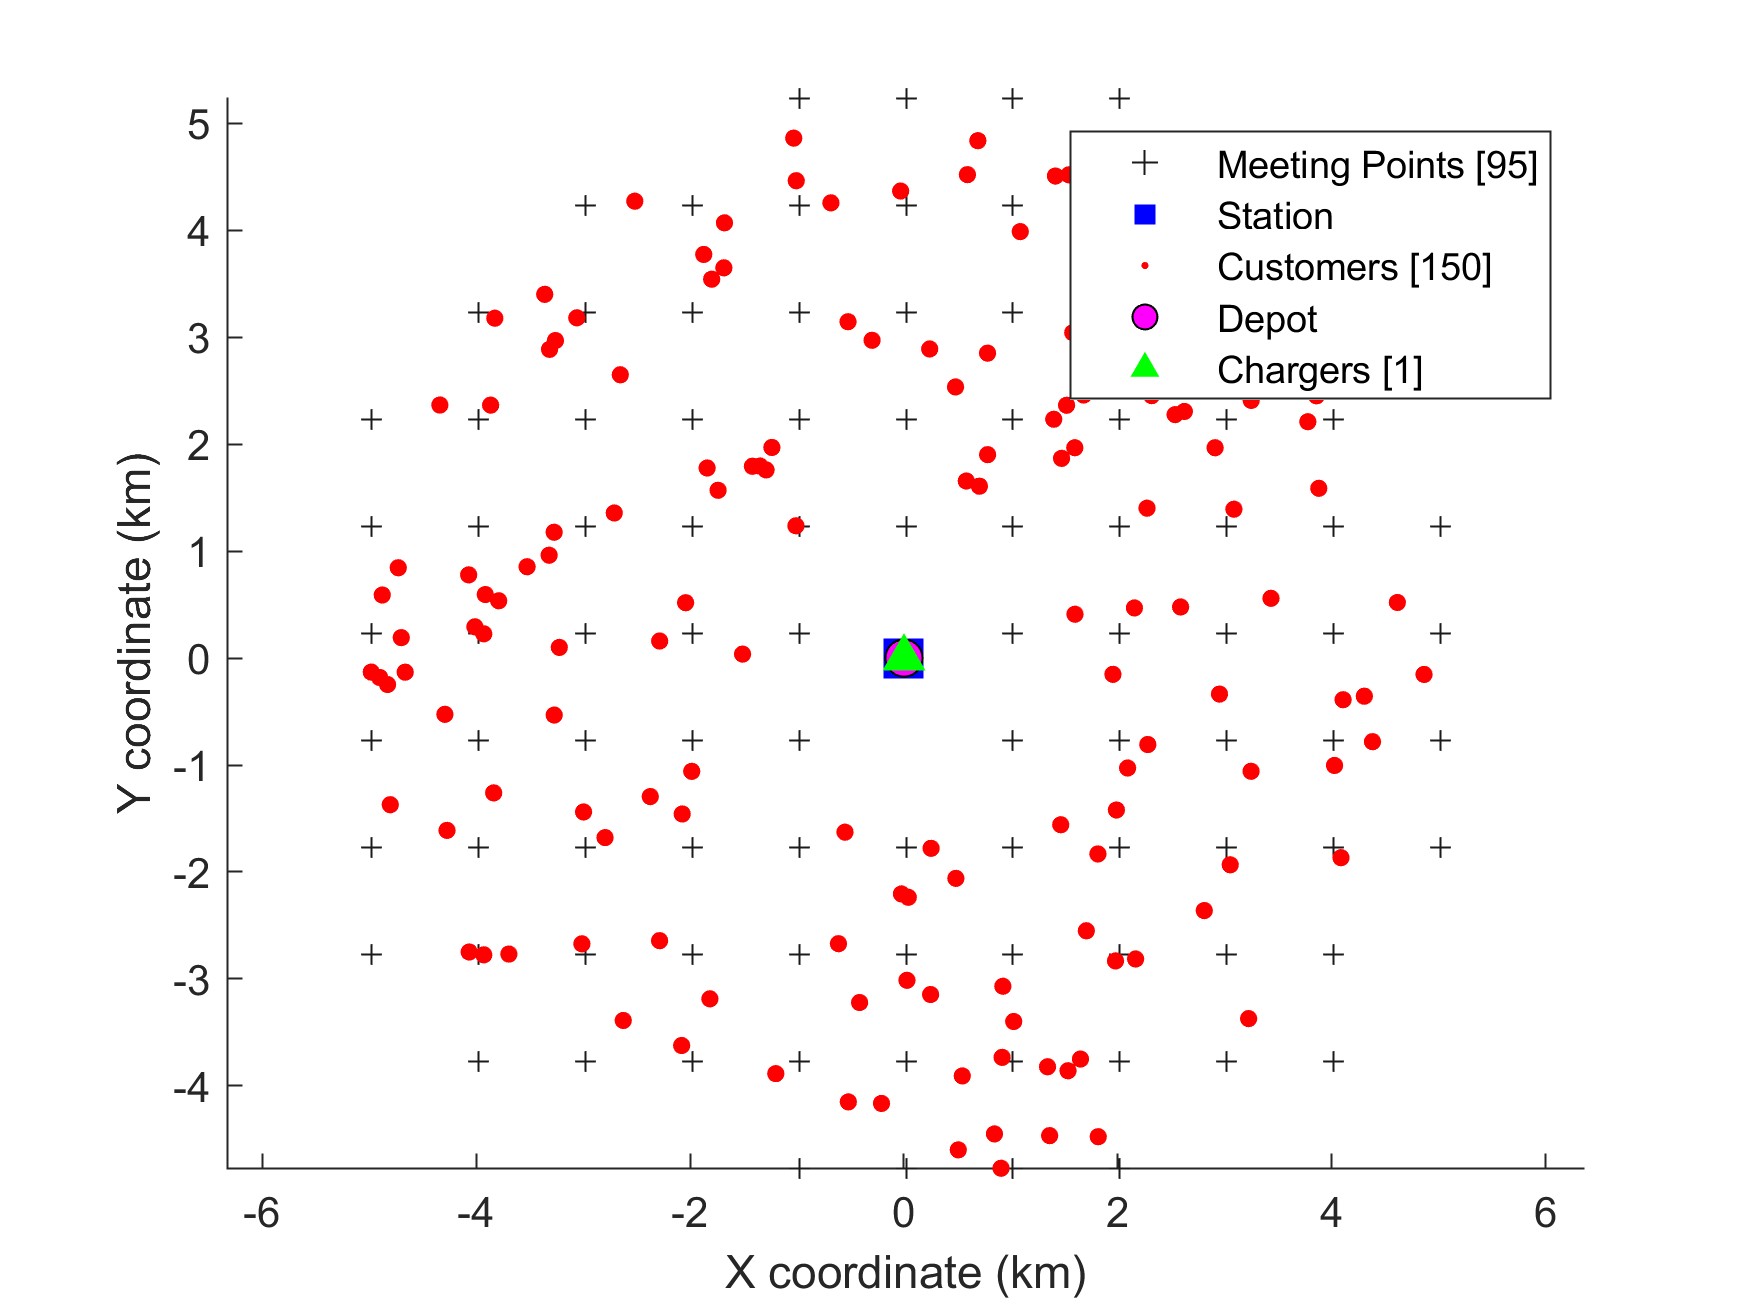 5
4
3
2
1
0
-1
-2
-3
-4
Y coordinate (km)
Meeting Points [95]
Station
Customers [150]
Depot
Chargers [1]
-6 -4 -2 0 2 4 6
X coordinate (km)